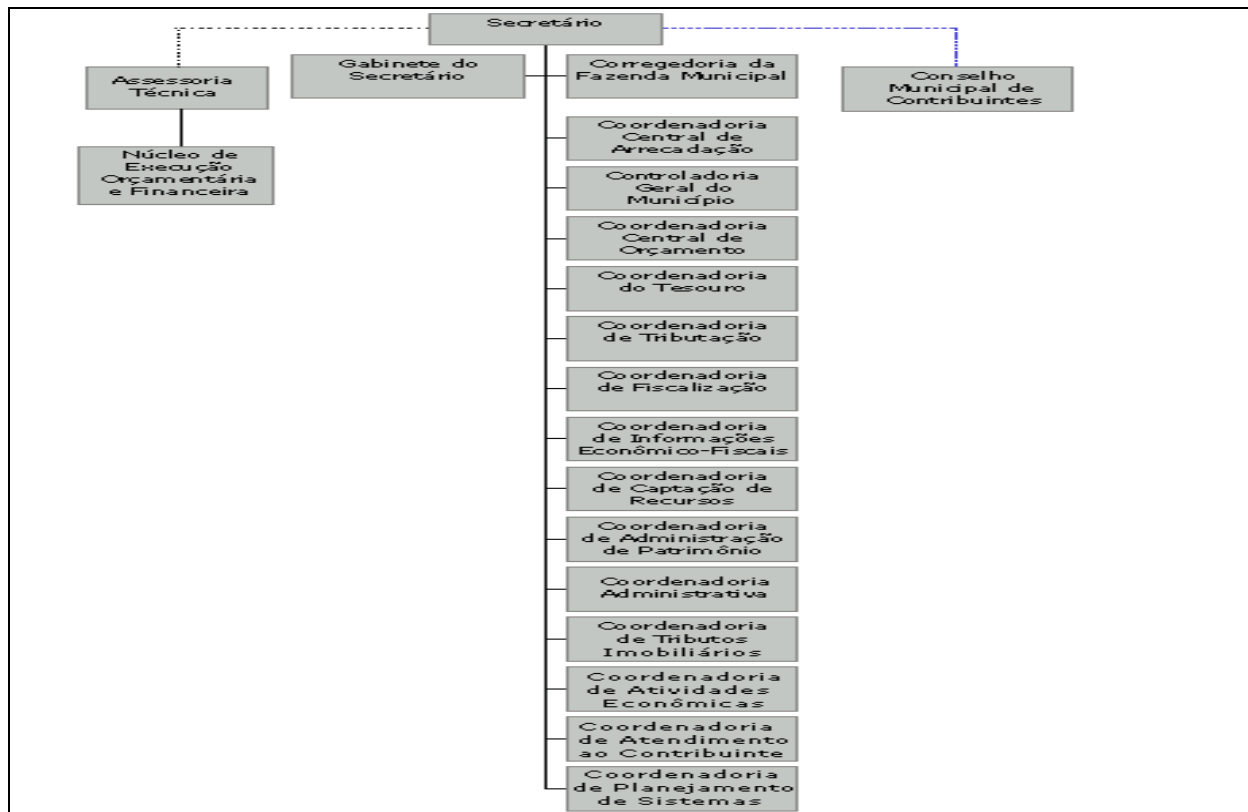 Secretário
Assessoria
Técnica
Núcleo de
Execução
Orçamentária
e Financeira
Gabinete do
Secretário
Corregedoria da
Fazenda Municipal
Conselho
Municipal de
Contribuintes
Coordenadoria
Central de
Arrecadação
Controladoria
Geral do
Município
Coordenadoria
Central de
Orçamento
Coordenadoria
do Tesouro
Coordenadoria
de Tributação
Coordenadoria
de Fiscalização
Coordenadoria
de Informações
Econômico-Fiscais
Coordenadoria
de Captação de
Recursos
Coordenadoria
de Administração
de Patrimônio
Coordenadoria
Administrativa
Coordenadoria
de Tributos
Imobiliários
Coordenadoria
de Atividades
Econômicas
Coordenadoria
de Atendimento
ao Contribuinte
Coordenadoria
de Planejamento
de Sistemas